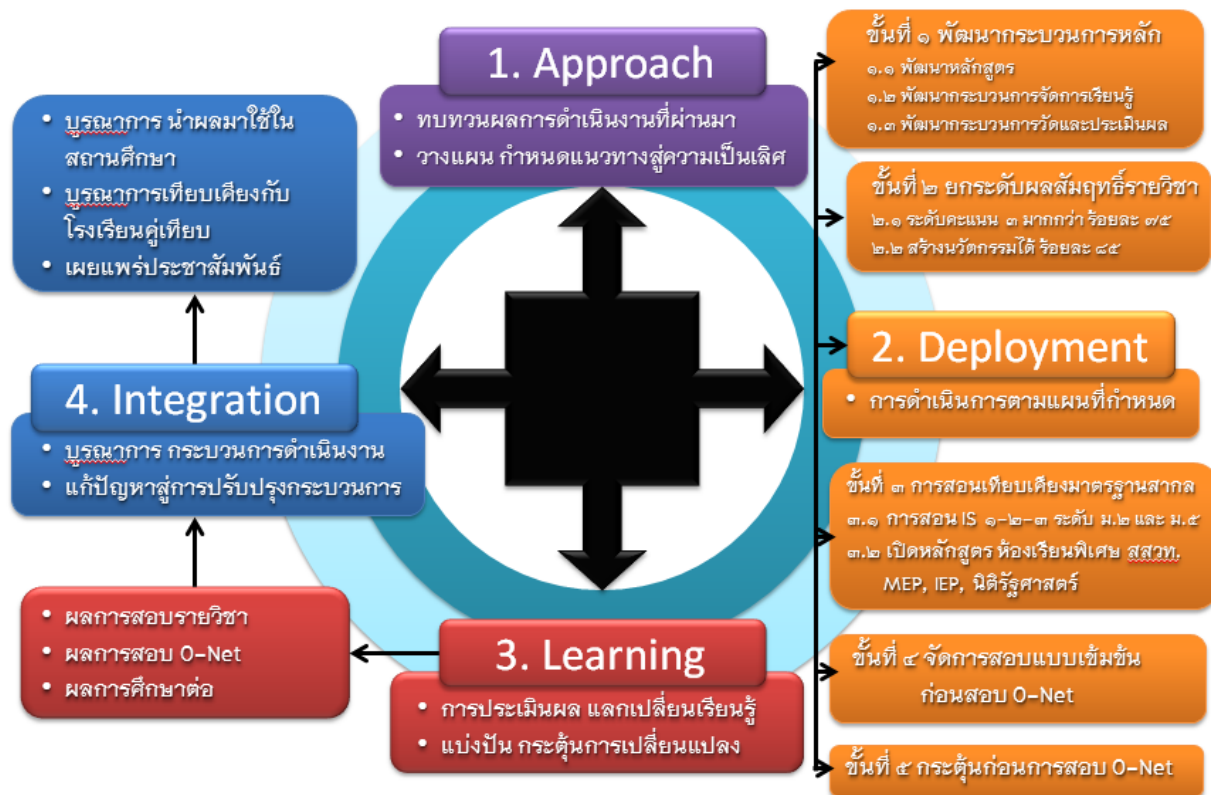 1. Approach
• ทบทวนผลการดำเนินงานที่ผ่านมา
• วางแผน กำหนดแนวทางสู่ความเป็นเลิศ
ขั้นที่ ๑ พัฒนากระบวนการหลัก
๑.๑ พัฒนาหลักสูตร
๑.๒ พัฒนากระบวนการจัดการเรียนรู้
๑.๓ พัฒนากระบวนการวัดและประเมินผล
ขั้นที่ ๒ ยกระดับผลสัมฤทธิ์รายวิชา
๒.๑ ระดับคะแนน ๓ มากกว่า ร้อยละ ๗๕
๒.๒ สร้างนวัตกรรมได้ ร้อยละ ๘๕
2. Deployment
• การดำเนินการตามแผนที่กำหนด
ขั้นที่ ๓ การสอนเทียบเคียงมาตรฐานสากล
๓.๑ การสอน IS ๑-๒-๓ ระดับ ม.๒ และ ม.๕
๓.๒ เปิดหลักสูตร ห้องเรียนพิเศษ สสวท.
MEP, IEP, นิติรัฐศาสตร์
ขั้นที่ ๔ จัดการสอบแบบเข้มข้น
ก่อนสอบ O-Net
ขั้นที่ ๕ กระตุ้นก่อนการสอบ O-Net
3. Learning
• การประเมินผล แลกเปลี่ยนเรียนรู้
• แบ่งปัน กระตุ้นการเปลี่ยนแปลง
• ผลการสอบรายวิชา
• ผลการสอบ O-Net
• ผลการศึกษาต่อ
4. Integration
• บูรณาการ กระบวนการดำเนินงาน
• แก้ปัญหาสู่การปรับปรุงกระบวนการ
• บูรณาการ นำผลมาใช้ใน
สถานศึกษา
• บูรณาการเทียบเคียงกับ
โรงเรียนคู่เทียบ
• เผยแพร่ประชาสัมพันธ์